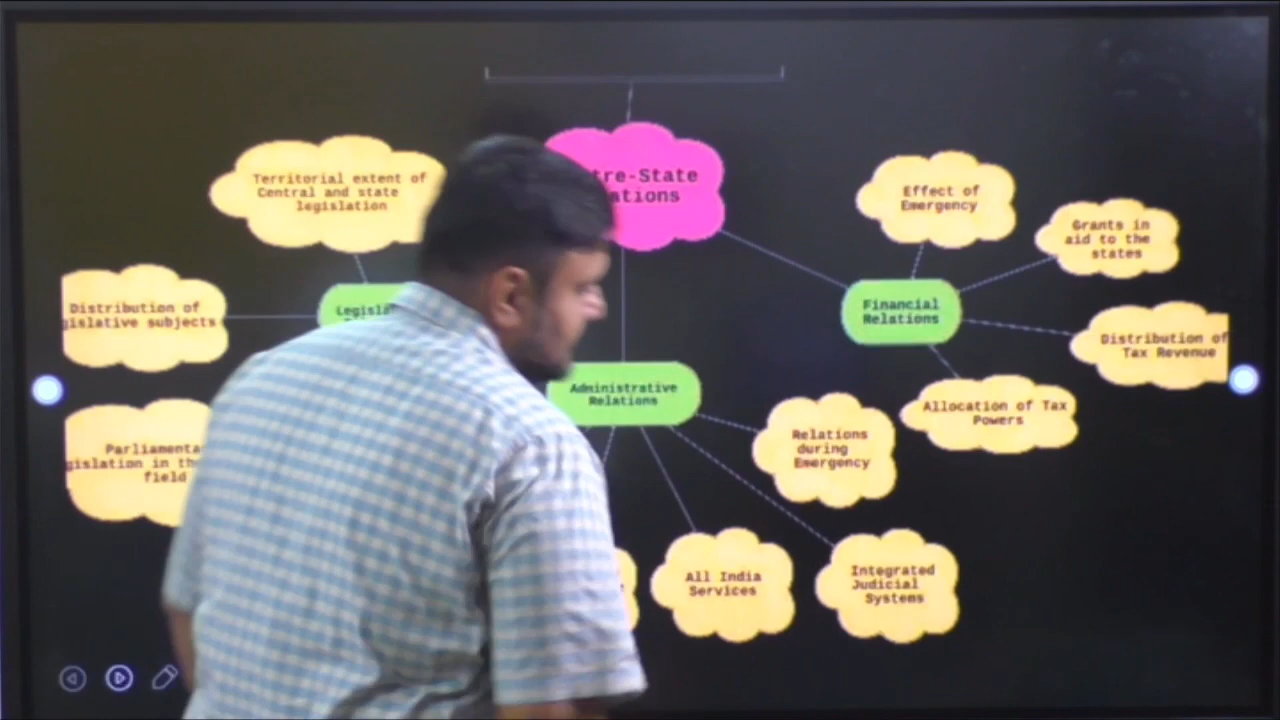 tre-State
ations
Territorial extent of
Central and state
legislation
Effect of
Emergency
Grants in
aid to the
states
Distribution of
gislative subjects
Legisla
Financial
Relations
Distribution of
Tax Revenue
Administrative
Relations
Allocation of Tax
Powers
Parliamenta
gislation in th
field
Relations
during
Emergency
All India
Services
Integrated
Judicial
Systems